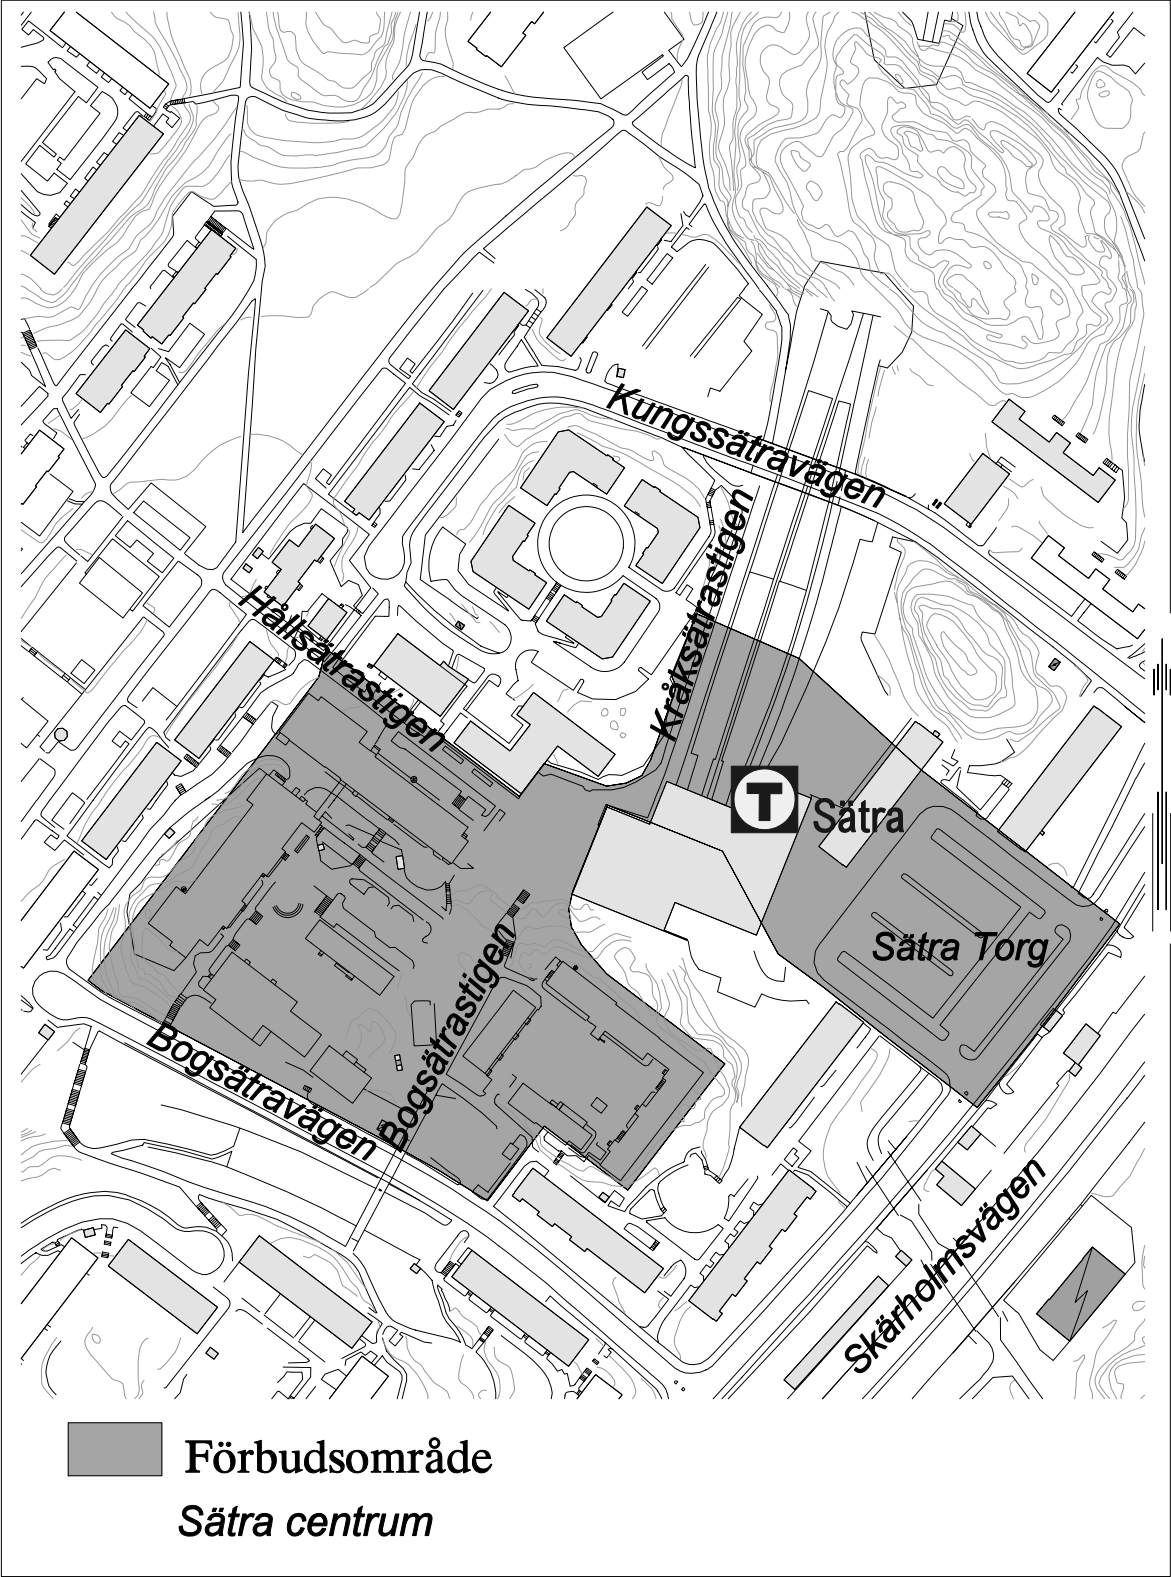 Kungssätravägen
Kråksätrastigen
Hållsätrastigen
T Sätra
Sätra Torg
Bogsätrastigen
Bogsätravägen
Skärholmsvägen
Förbudsområde
Sätra centrum